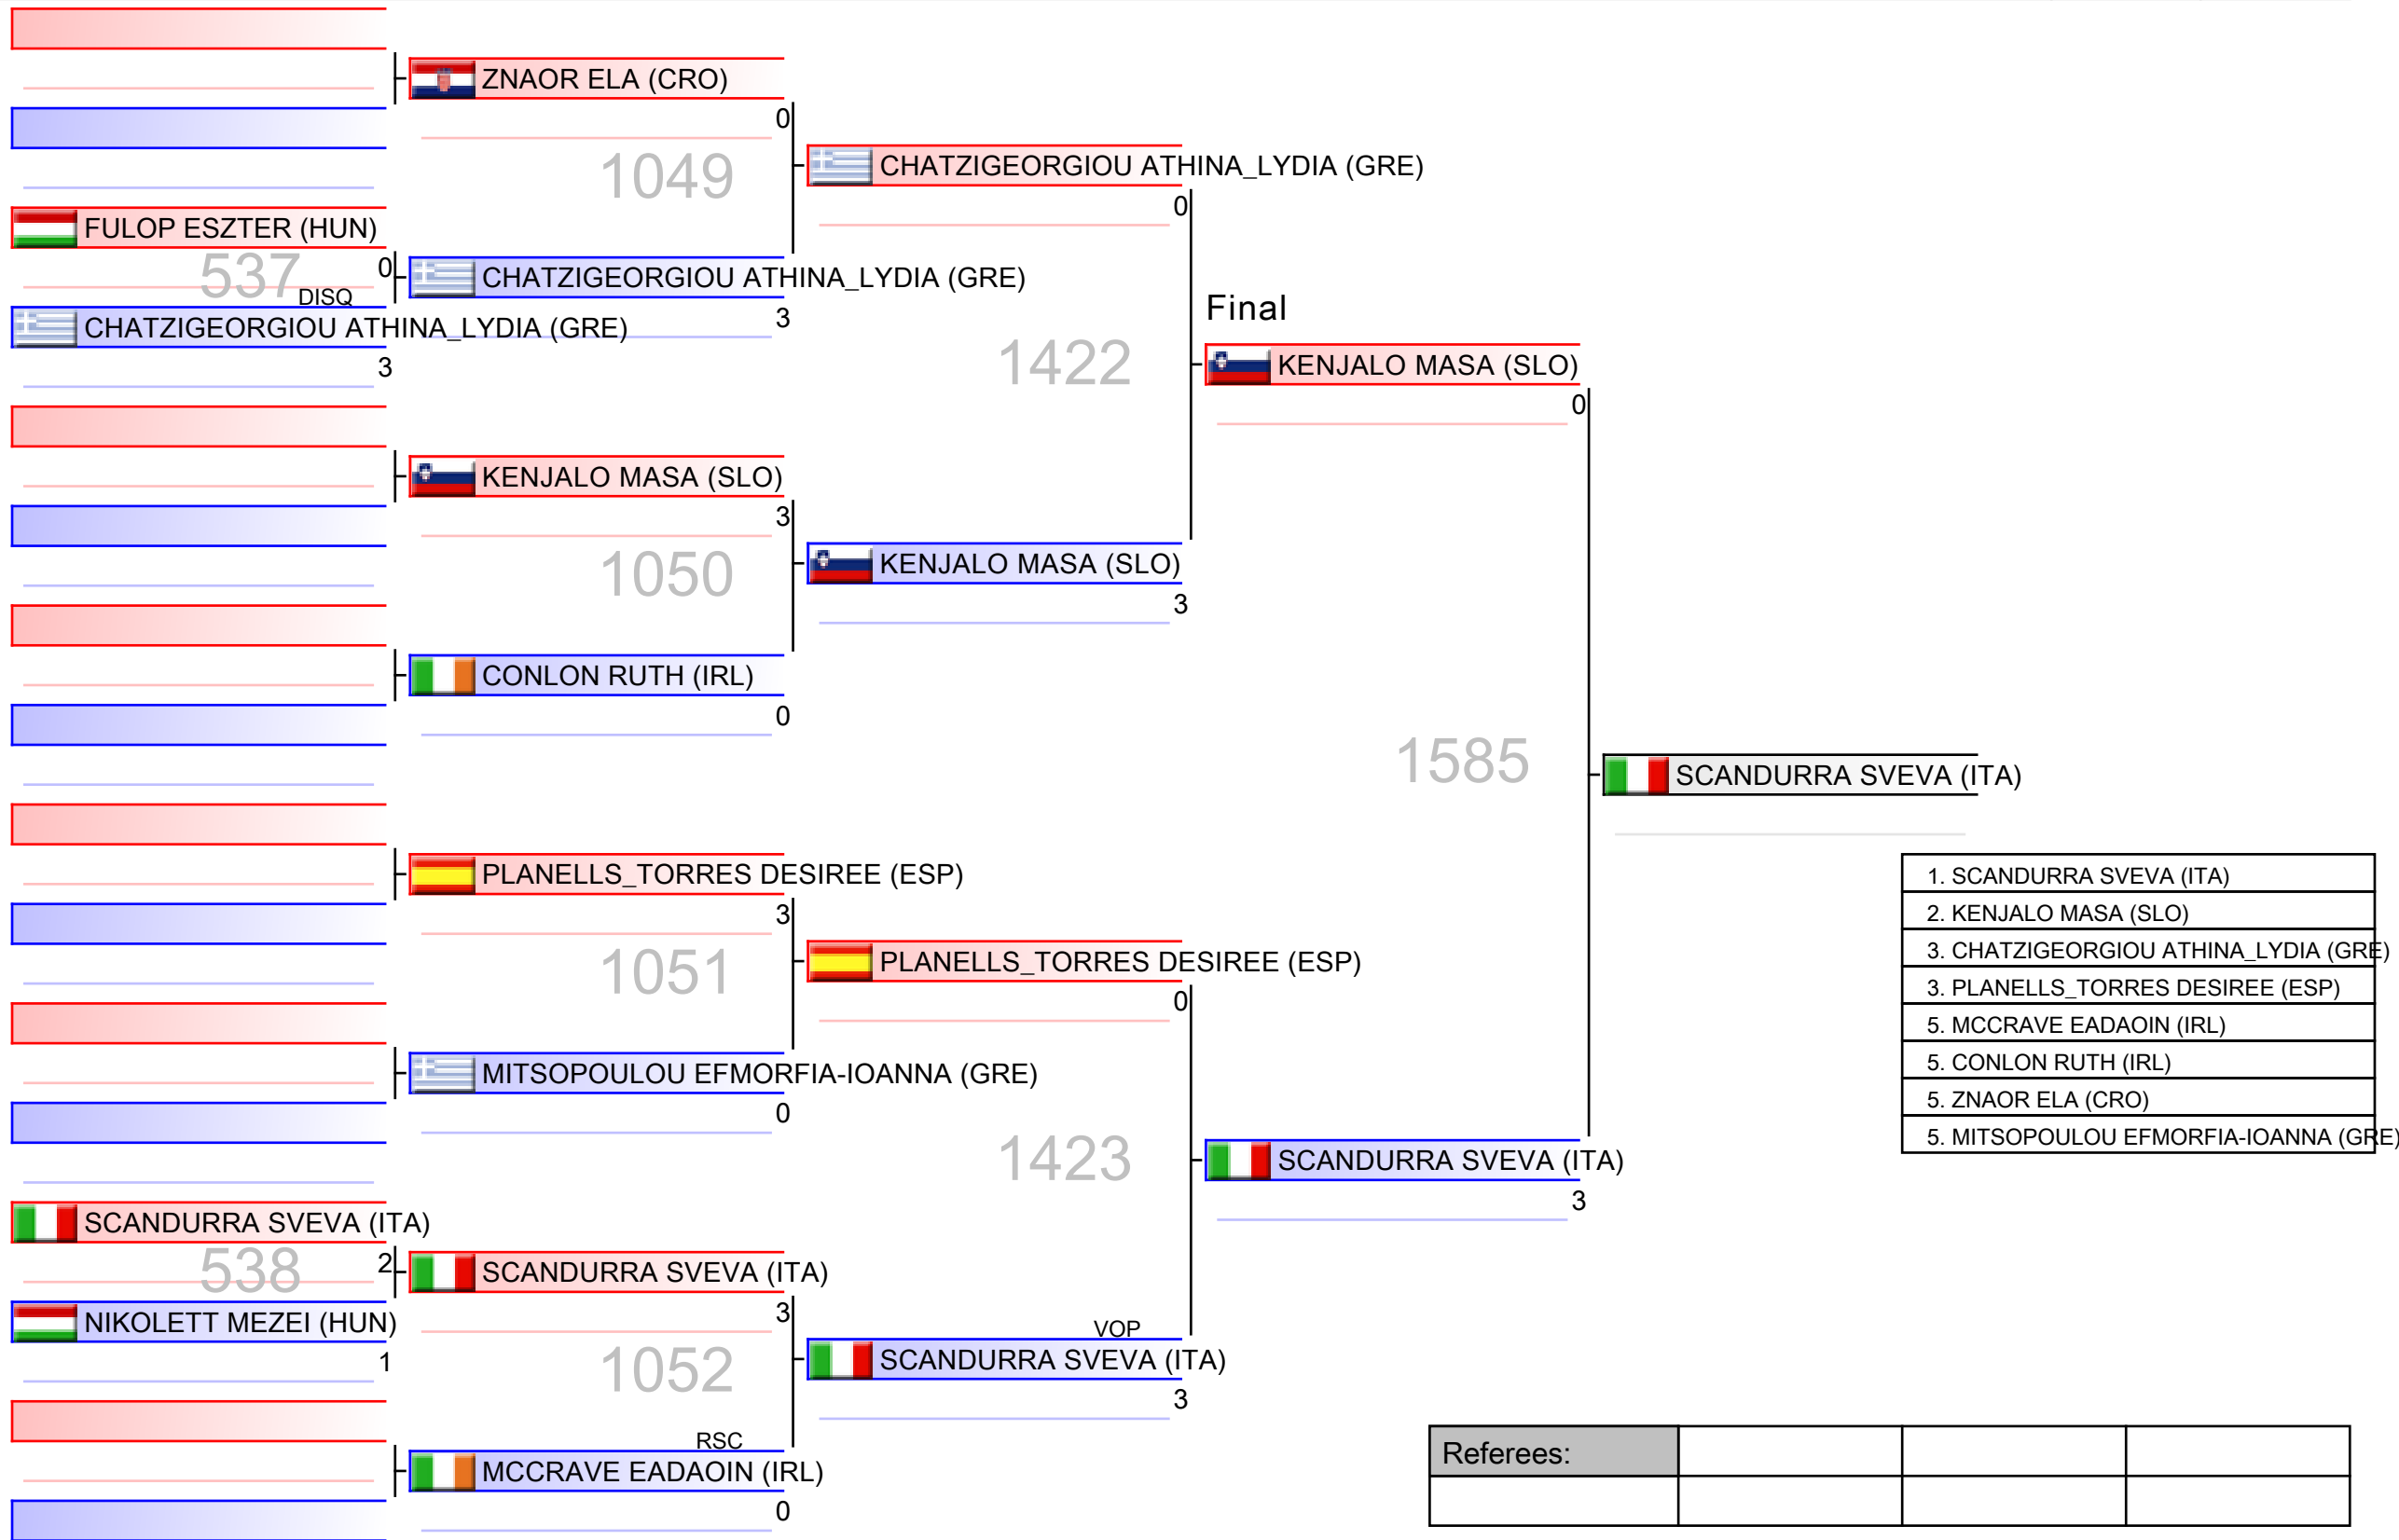 ZNAOR ELA (CRO)
0
1049
CHATZIGEORGIOU ATHINA_LYDIA (GRE)
0
FULOP ESZTER (HUN)
537
0
DISQ
CHATZIGEORGIOU ATHINA_LYDIA (GRE)
3
CHATZIGEORGIOU ATHINA_LYDIA (GRE)
3
1422
Final
KENJALO MASA (SLO)
0
KENJALO MASA (SLO)
3
1050
KENJALO MASA (SLO)
3
CONLON RUTH (IRL)
0
1585
SCANDURRA SVEVA (ITA)
PLANELLS_TORRES DESIREE (ESP)
3
1051
PLANELLS_TORRES DESIREE (ESP)
0
MITSOPOULOU EFMORFIA-IOANNA (GRE)
0
1423
SCANDURRA SVEVA (ITA)
3
SCANDURRA SVEVA (ITA)
538
2
NIKOLETT MEZEI (HUN)
1
SCANDURRA SVEVA (ITA)
3
1052
VOP
SCANDURRA SVEVA (ITA)
3
RSC
MCCRAVE EADAOIN (IRL)
0
1. SCANDURRA SVEVA (ITA)
2. KENJALO MASA (SLO)
3. CHATZIGEORGIOU ATHINA_LYDIA (GRE)
3. PLANELLS_TORRES DESIREE (ESP)
5. MCCRAVE EADAOIN (IRL)
5. CONLON RUTH (IRL)
5. ZNAOR ELA (CRO)
5. MITSOPOULOU EFMORFIA-IOANNA (GRE)
Referees: